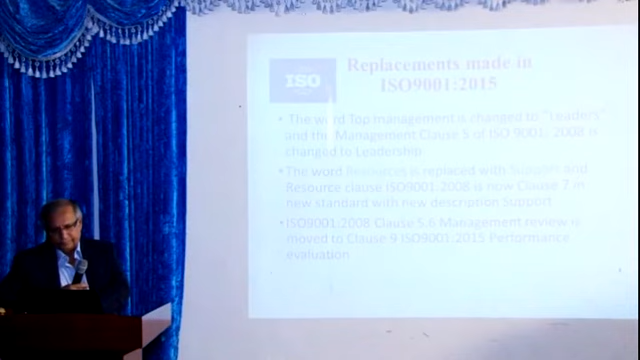 ISO
Replacements made in
ISO9001:2015
• The word Top management is changed to "Leaders"
and the Management Clause 5 of ISO 9001: 2008 is
changed to Leadership
• The word Resources is replaced with Support and
Resource clause ISO9001:2008 is now Clause 7 in
new standard with new description Support
• ISO9001:2008 Clause 5.6 Management review is
moved to Clause 9 ISO9001:2015 Performance
evaluation